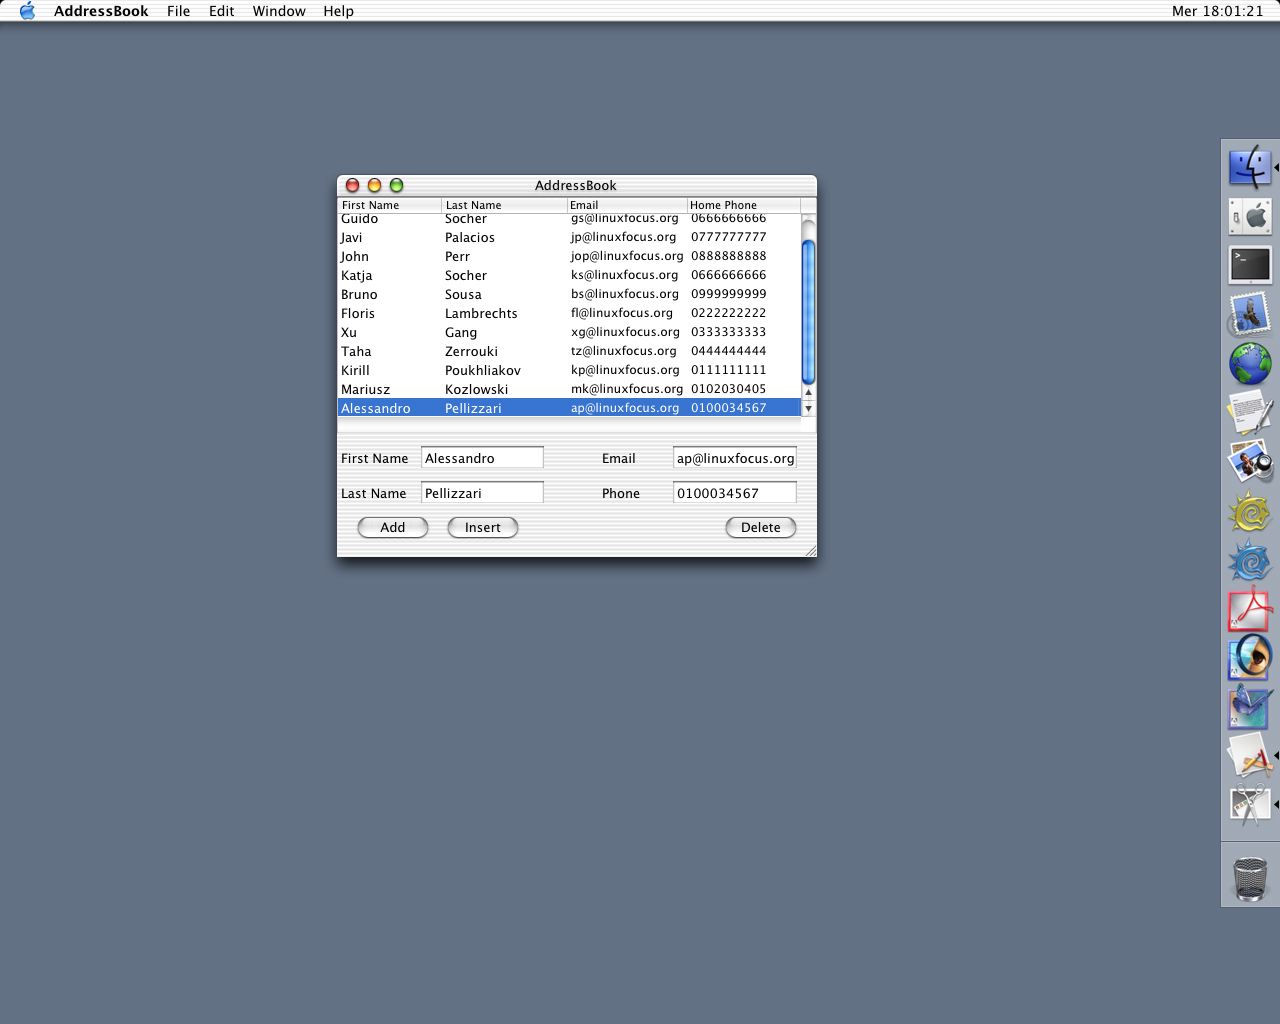 AddressBook File Edit Window Help Mer 18:01:21
AddressBook
First Name Last Name Email Home Phone
Guido Socher gs@linuxfocus.org 0666666666
Javi Palacios jp@linuxfocus.org 0777777777
John Perr jop@linuxfocus.org 0888888888
Katja Socher ks@linuxfocus.org 0666666666
Bruno Sousa bs@linuxfocus.org 0999999999
Floris Lambrechts fl@linuxfocus.org 0222222222
Xu Gang xg@linuxfocus.org 0333333333
Taha Zerrouki tz@linuxfocus.org 0444444444
Kirill Poukhliakov kp@linuxfocus.org 0111111111
Mariusz Kozlowski mk@linuxfocus.org 0102030405
Alessandro Pellizzari ap@linuxfocus.org 0100034567
First Name Alessandro Email ap@linuxfocus.org
Last Name Pellizzari Phone 0100034567
Add Insert Delete